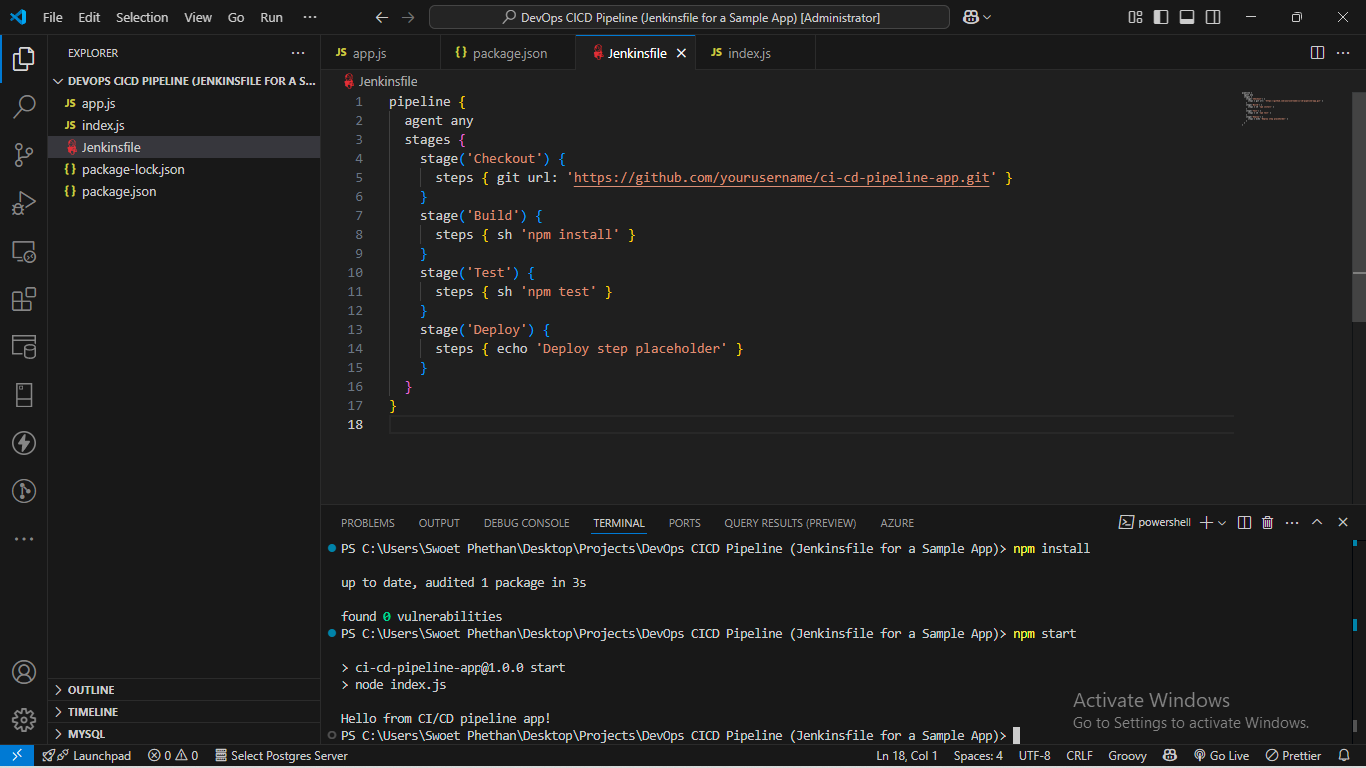 File Edit Selection View Go Run ··· DevOps CICD Pipeline (Jenkinsfile for a Sample App) [Administrator]
EXPLORER ···
DEVOPS CICD PIPELINE (JENKINSFILE FOR A S...
JS app.js
JS index.js
Jenkinsfile
{} package-lock.json
{} package.json
OUTLINE
TIMELINE
MYSQL
JS app.js {} package.json Jenkinsfile JS index.js
Jenkinsfile
1 pipeline {
2 agent any
3 stages {
4 stage('Checkout') {
5 steps { git url: 'https://github.com/yourusername/ci-cd-pipeline-app.git' }
6 }
7 stage('Build') {
8 steps { sh 'npm install' }
9 }
10 stage('Test') {
11 steps { sh 'npm test' }
12 }
13 stage('Deploy') {
14 steps { echo 'Deploy step placeholder' }
15 }
16 }
17 }
18
PROBLEMS OUTPUT DEBUG CONSOLE TERMINAL PORTS QUERY RESULTS (PREVIEW) AZURE powershell
PS C:\Users\Swoet Phethan\Desktop\Projects\DevOps CICD Pipeline (Jenkinsfile for a Sample App)> npm install
up to date, audited 1 package in 3s
found 0 vulnerabilities
PS C:\Users\Swoet Phethan\Desktop\Projects\DevOps CICD Pipeline (Jenkinsfile for a Sample App)> npm start
> ci-cd-pipeline-app@1.0.0 start
> node index.js
Hello from CI/CD pipeline app!
PS C:\Users\Swoet Phethan\Desktop\Projects\DevOps CICD Pipeline (Jenkinsfile for a Sample App)>
Activate Windows
Go to Settings to activate Windows.
Launchpad 0 0 Select Postgres Server Ln 18, Col 1 Spaces: 4 UTF-8 CRLF Groovy Go Live Prettier